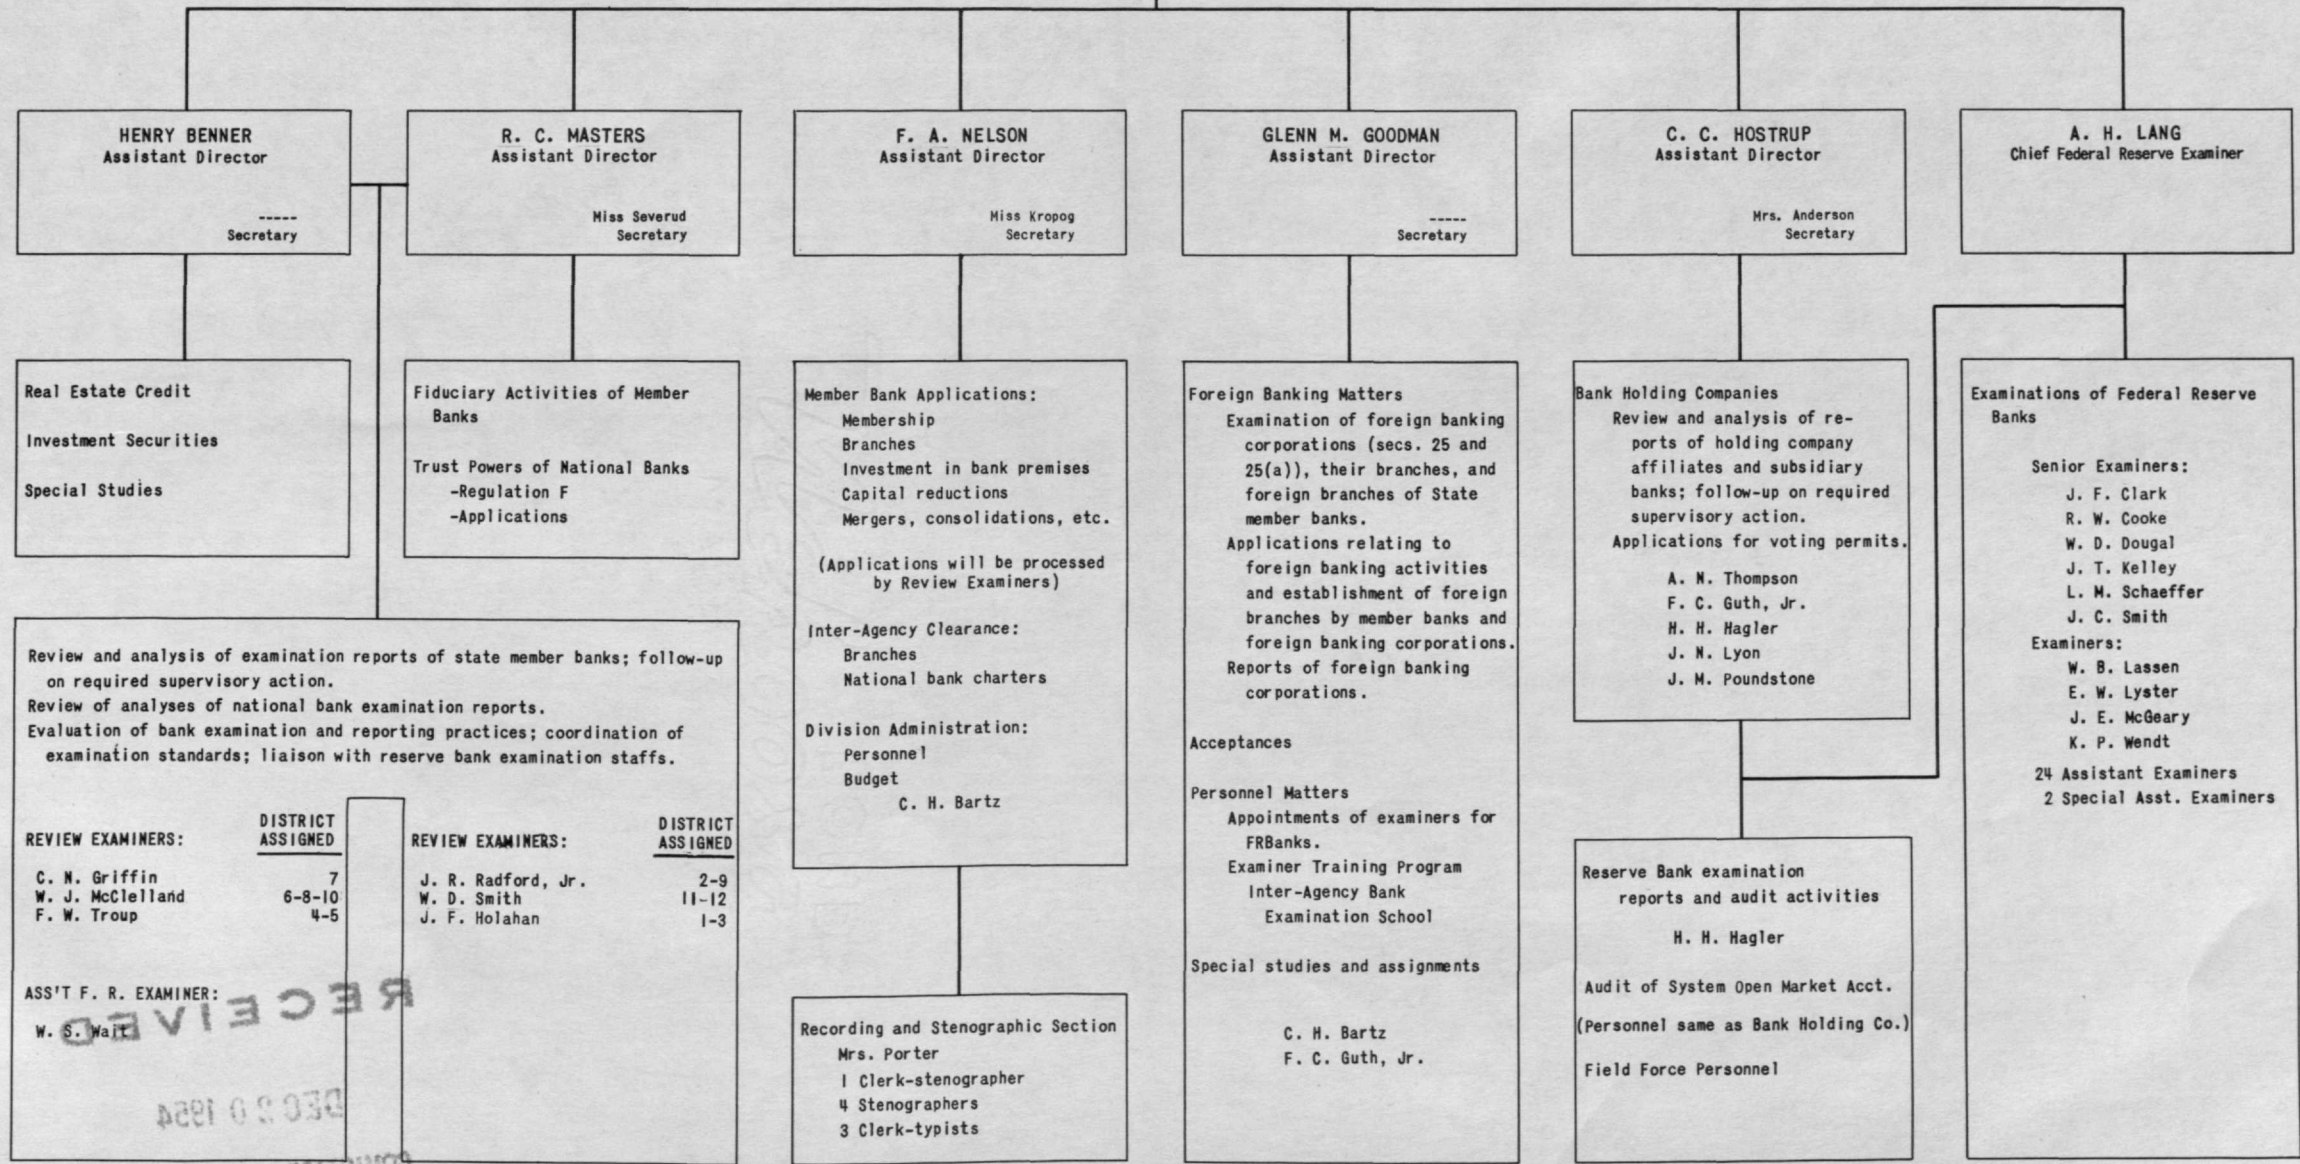 HENRY BENNER
Assistant Director
-----
Secretary
R. C. MASTERS
Assistant Director
Miss Severud
Secretary
F. A. NELSON
Assistant Director
Miss Kropog
Secretary
GLENN M. GOODMAN
Assistant Director
-----
Secretary
C. C. HOSTRUP
Assistant Director
Mrs. Anderson
Secretary
A. H. LANG
Chief Federal Reserve Examiner
Real Estate Credit
Investment Securities
Special Studies
Fiduciary Activities of Member
Banks
Trust Powers of National Banks
-Regulation F
-Applications
Review and analysis of examination reports of state member banks; follow-up
on required supervisory action.
Review of analyses of national bank examination reports.
Evaluation of bank examination and reporting practices; coordination of
examination standards; liaison with reserve bank examination staffs.
DISTRICT
REVIEW EXAMINERS: ASSIGNED
C. N. Griffin 7
W. J. McClelland 6-8-10
F. W. Troup 4-5
ASS'T F. R. EXAMINER:
W. S. Wait
DISTRICT
REVIEW EXAMINERS: ASSIGNED
J. R. Radford, Jr. 2-9
W. D. Smith 11-12
J. F. Holahan 1-3
RECEIVED
DEC 20 1954
Member Bank Applications:
Membership
Branches
Investment in bank premises
Capital reductions
Mergers, consolidations, etc.
(Applications will be processed
by Review Examiners)
Inter-Agency Clearance:
Branches
National bank charters
Division Administration:
Personnel
Budget
C. H. Bartz
Recording and Stenographic Section
Mrs. Porter
1 Clerk-stenographer
4 Stenographers
3 Clerk-typists
Foreign Banking Matters
Examination of foreign banking
corporations (secs. 25 and
25(a)), their branches, and
foreign branches of State
member banks.
Applications relating to
foreign banking activities
and establishment of foreign
branches by member banks and
foreign banking corporations.
Reports of foreign banking
corporations.
Acceptances
Personnel Matters
Appointments of examiners for
FRBanks.
Examiner Training Program
Inter-Agency Bank
Examination School
Special studies and assignments
C. H. Bartz
F. C. Guth, Jr.
Bank Holding Companies
Review and analysis of re-
ports of holding company
affiliates and subsidiary
banks; follow-up on required
supervisory action.
Applications for voting permits.
A. N. Thompson
F. C. Guth, Jr.
H. H. Hagler
J. N. Lyon
J. M. Poundstone
Reserve Bank examination
reports and audit activities
H. H. Hagler
Audit of System Open Market Acct.
(Personnel same as Bank Holding Co.)
Field Force Personnel
Examinations of Federal Reserve
Banks
Senior Examiners:
J. F. Clark
R. W. Cooke
W. D. Dougal
J. T. Kelley
L. M. Schaeffer
J. C. Smith
Examiners:
W. B. Lassen
E. W. Lyster
J. E. McGeary
K. P. Wendt
24 Assistant Examiners
2 Special Asst. Examiners